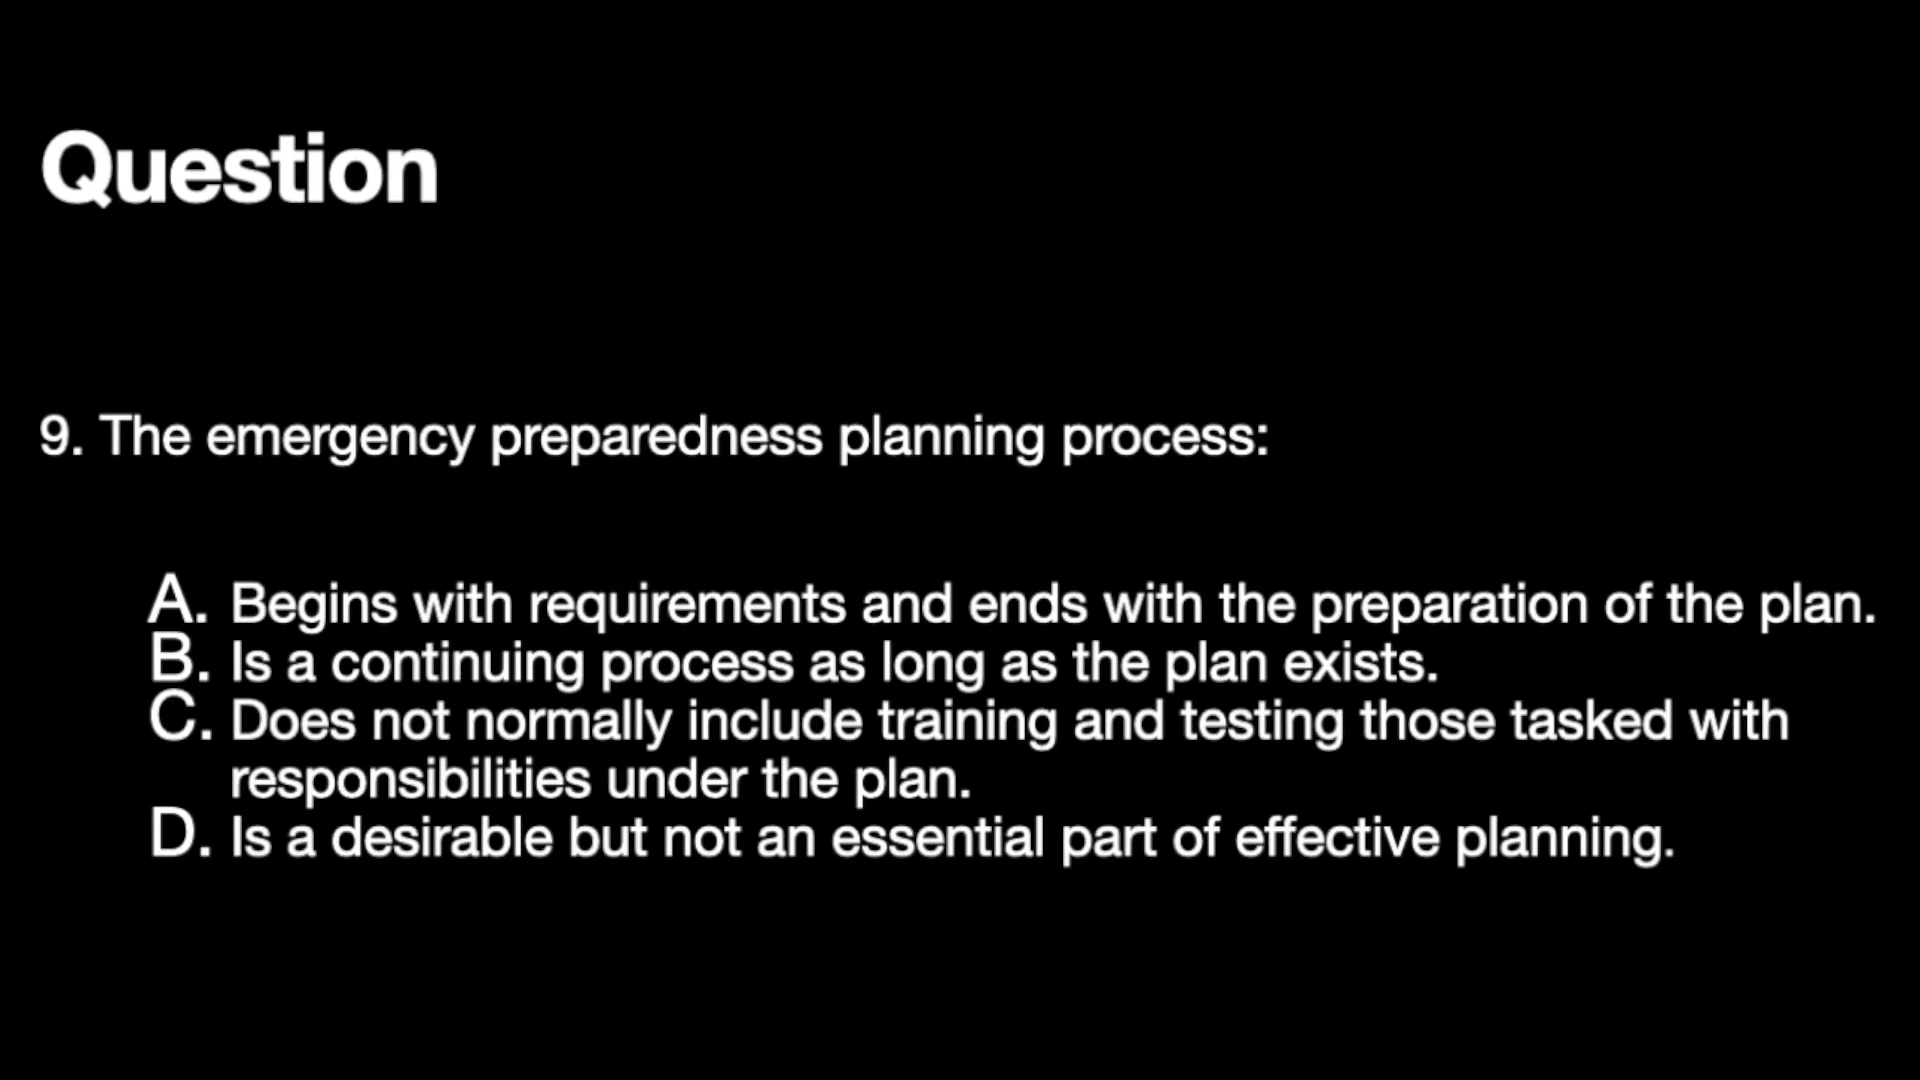 Question
9. The emergency preparedness planning process:
A. Begins with requirements and ends with the preparation of the plan.
B. Is a continuing process as long as the plan exists.
C. Does not normally include training and testing those tasked with
responsibilities under the plan.
D. Is a desirable but not an essential part of effective planning.